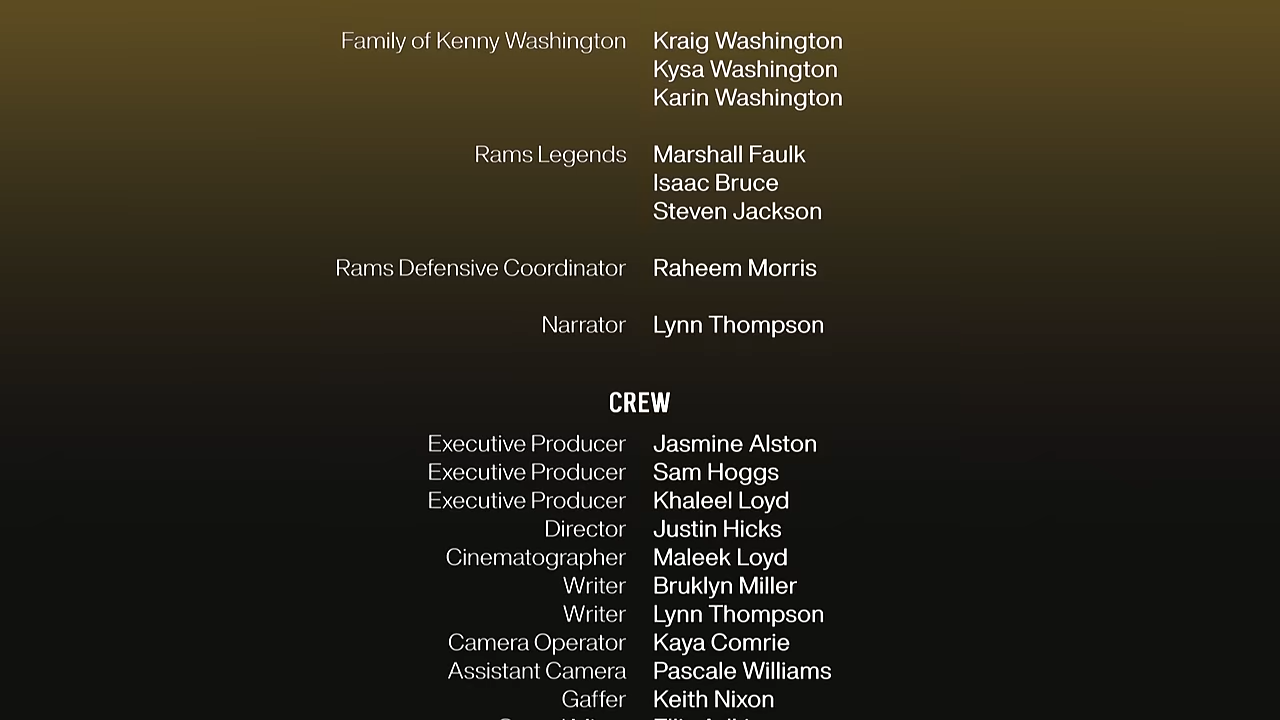 Family of Kenny Washington Kraig Washington
Kysa Washington
Karin Washington
Rams Legends Marshall Faulk
Isaac Bruce
Steven Jackson
Rams Defensive Coordinator Raheem Morris
Narrator Lynn Thompson
CREW
Executive Producer Jasmine Alston
Executive Producer Sam Hoggs
Executive Producer Khaleel Loyd
Director Justin Hicks
Cinematographer Maleek Loyd
Writer Bruklyn Miller
Writer Lynn Thompson
Camera Operator Kaya Comrie
Assistant Camera Pascale Williams
Gaffer Keith Nixon